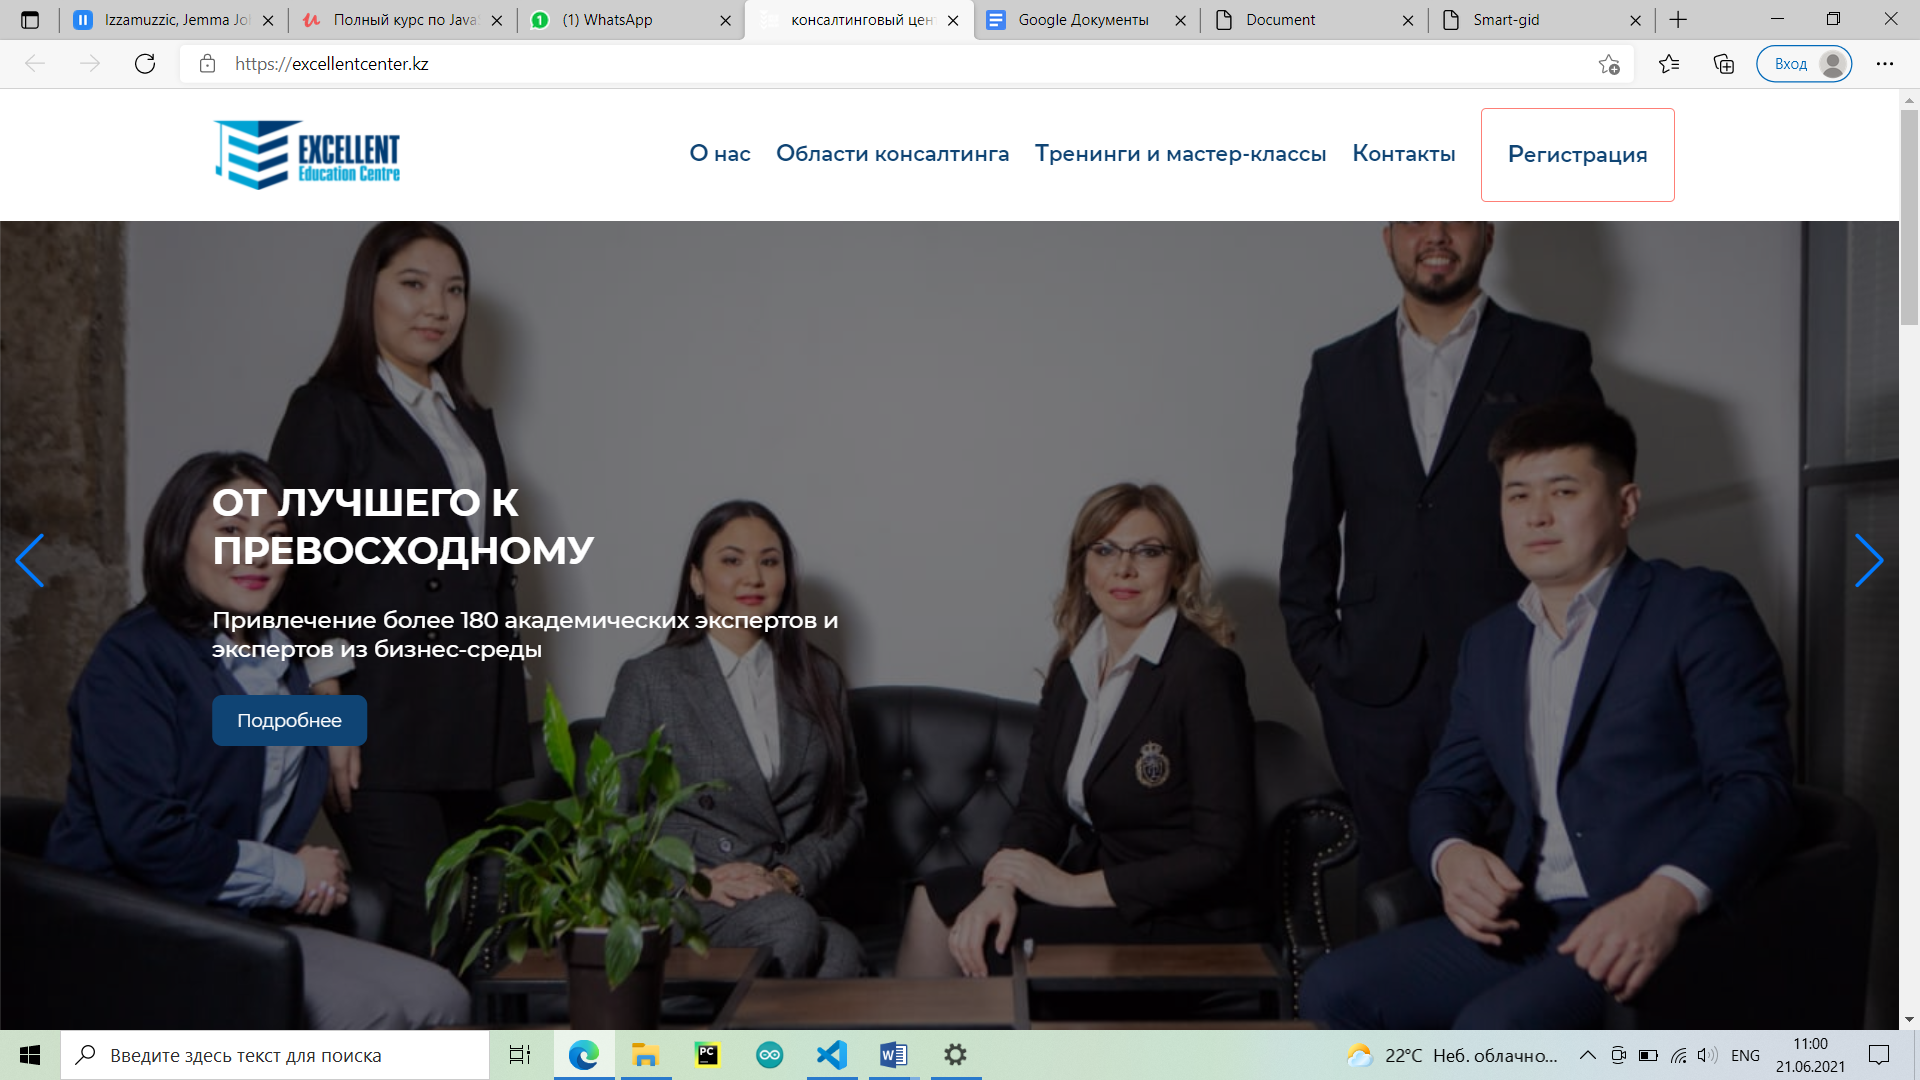 Izzamuzzic, Jemma Jo
Полный курс по Java
(1) WhatsApp
консалтинговый цен
Google Документы
Document
Smart-gid
https://excellentcenter.kz
Вход
EXCELLENT
Education Centre
О нас
Области консалтинга
Тренинги и мастер-классы
Контакты
Регистрация
ОТ ЛУЧШЕГО К
ПРЕВОСХОДНОМУ
Привлечение более 180 академических экспертов и
экспертов из бизнес-среды
Подробнее
Введите здесь текст для поиска
PC
W
22°C Неб. облачно...
ENG
11:00
21.06.2021